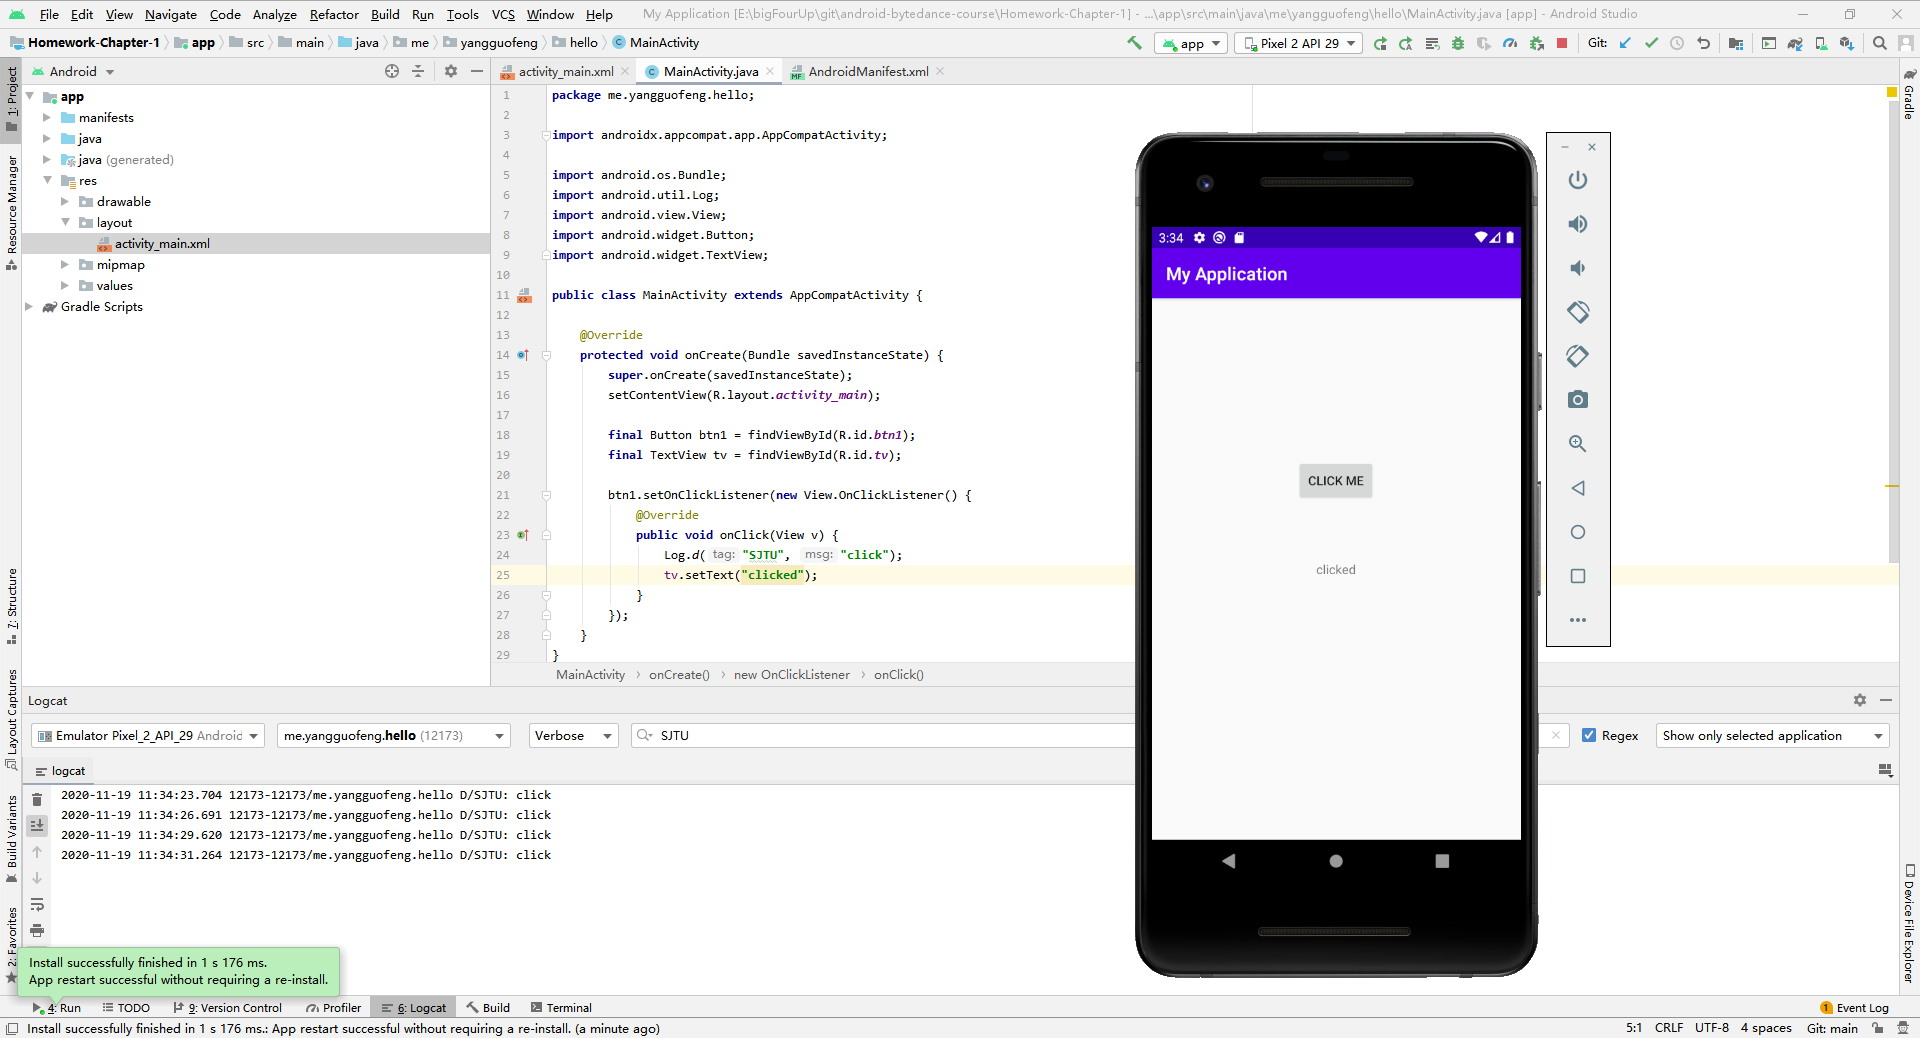 File Edit View Navigate Code Analyze Refactor Build Run Tools VCS Window Help My Application [E:\bigFourUp\git\android-bytedance-course\Homework-Chapter-1] - ...\app\src\main\java\me\yangguofeng\hello\MainActivity.java [app] - Android Studio
Homework-Chapter-1 app src main java me yangguofeng hello MainActivity app Pixel 2 API 29 Git:
Android activity_main.xml MainActivity.java AndroidManifest.xml
1: Project
Resource Manager
7: Structure
Layout Captures
Build Variants
2: Favorites
app
manifests
java
java (generated)
res
drawable
layout
activity_main.xml
mipmap
values
Gradle Scripts
1 package me.yangguofeng.hello;
2
3 import androidx.appcompat.app.AppCompatActivity;
4
5 import android.os.Bundle;
6 import android.util.Log;
7 import android.view.View;
8 import android.widget.Button;
9 import android.widget.TextView;
10
11 public class MainActivity extends AppCompatActivity {
12
13 @Override
14 protected void onCreate(Bundle savedInstanceState) {
15 super.onCreate(savedInstanceState);
16 setContentView(R.layout.activity_main);
17
18 final Button btn1 = findViewById(R.id.btn1);
19 final TextView tv = findViewById(R.id.tv);
20
21 btn1.setOnClickListener(new View.OnClickListener() {
22 @Override
23 public void onClick(View v) {
24 Log.d( tag: "SJTU", msg: "click");
25 tv.setText("clicked");
26 }
27 });
28 }
29 }
MainActivity onCreate() new OnClickListener onClick()
3:34
My Application
CLICK ME
clicked
Gradle
Device File Explorer
Logcat
Emulator Pixel_2_API_29 Android me.yangguofeng.hello (12173) Verbose SJTU Regex Show only selected application
logcat
2020-11-19 11:34:23.704 12173-12173/me.yangguofeng.hello D/SJTU: click
2020-11-19 11:34:26.691 12173-12173/me.yangguofeng.hello D/SJTU: click
2020-11-19 11:34:29.620 12173-12173/me.yangguofeng.hello D/SJTU: click
2020-11-19 11:34:31.264 12173-12173/me.yangguofeng.hello D/SJTU: click
Install successfully finished in 1 s 176 ms.
App restart successful without requiring a re-install.
4: Run TODO 9: Version Control Profiler 6: Logcat Build Terminal 1 Event Log
Install successfully finished in 1 s 176 ms.: App restart successful without requiring a re-install. (a minute ago) 5:1 CRLF UTF-8 4 spaces Git: main